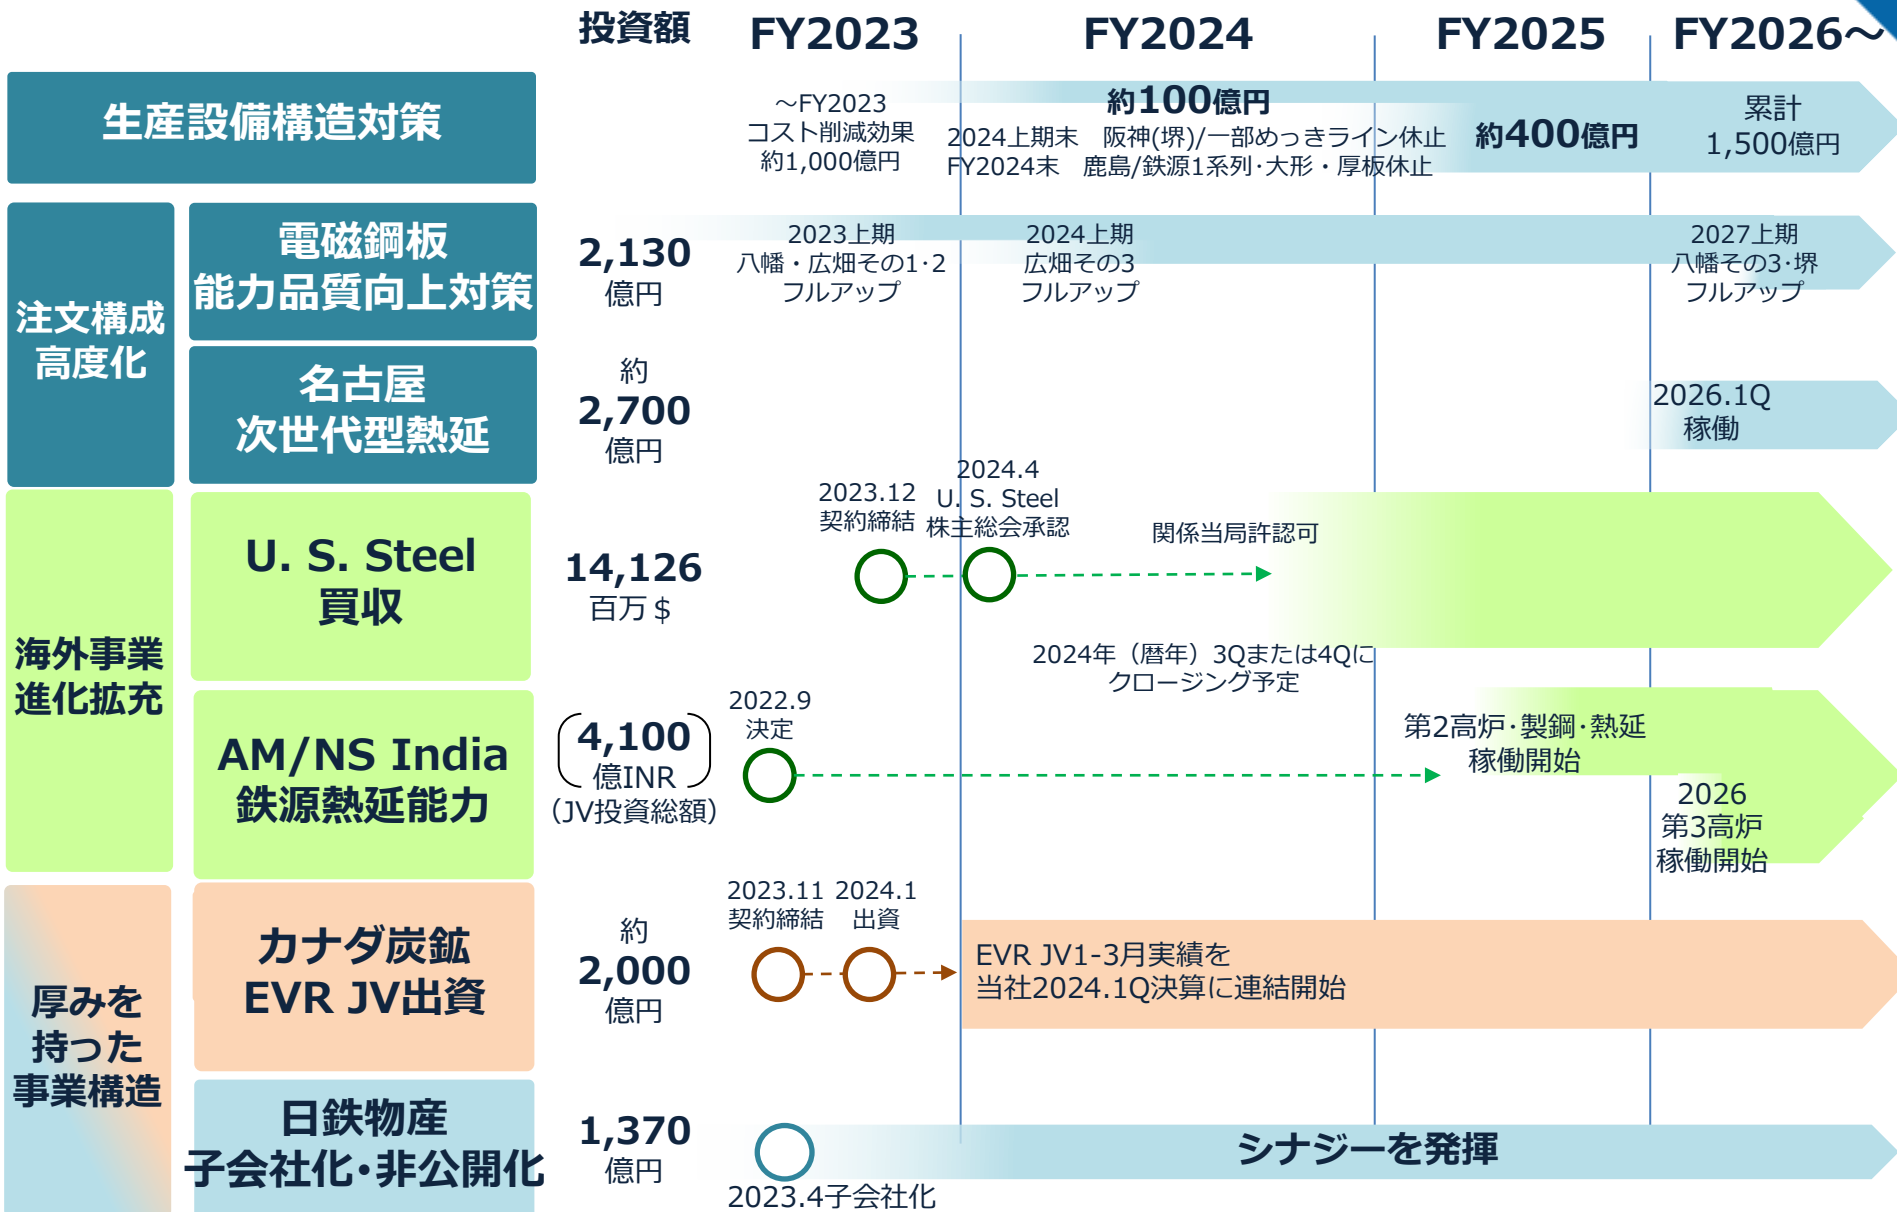 投資額
FY2023
FY2024
FY2025
FY2026～
生産設備構造対策
～FY2023
コスト削減効果
約1,000億円
約100億円
2024上期末　阪神(堺)/一部めっきライン休止
FY2024末　鹿島/鉄源1系列･大形・厚板休止
約400億円
累計
1,500億円
注文構成
高度化
電磁鋼板
能力品質向上対策
2,130
億円
2023上期
八幡・広畑その1･2
フルアップ
2024上期
広畑その3
フルアップ
2027上期
八幡その3･堺
フルアップ
名古屋
次世代型熱延
約
2,700
億円
2026.1Q
稼働
海外事業
進化拡充
U. S. Steel
買収
14,126
百万＄
2023.12
契約締結
2024.4
U. S. Steel
株主総会承認
関係当局許認可
2024年（暦年）3Qまたは4Qに
クロージング予定
AM/NS India
鉄源熱延能力
4,100
億INR
（JV投資総額）
2022.9
決定
第2高炉･製鋼･熱延
稼働開始
2026
第3高炉
稼働開始
厚みを
持った
事業構造
カナダ炭鉱
EVR JV出資
約
2,000
億円
2023.11
契約締結
2024.1
出資
EVR JV1-3月実績を
当社2024.1Q決算に連結開始
日鉄物産
子会社化･非公開化
1,370
億円
2023.4子会社化
シナジーを発揮